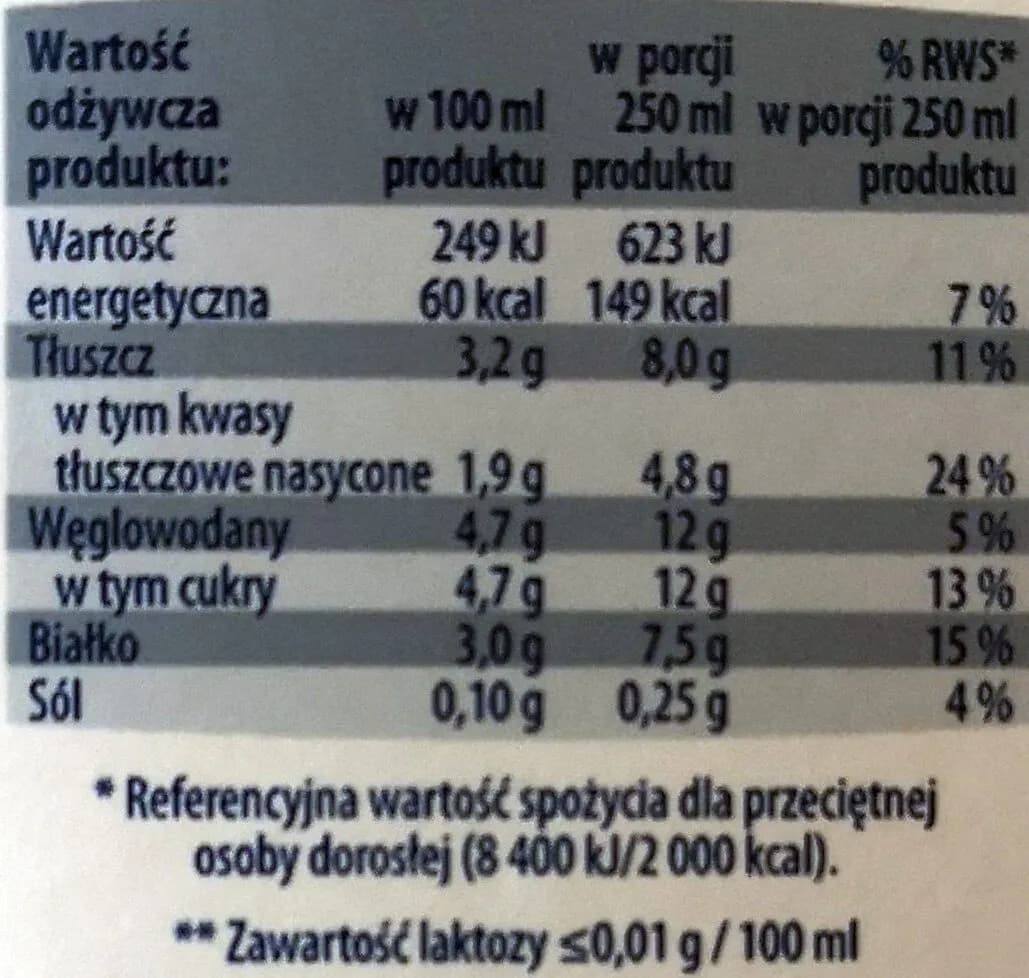 Wartość w porcji % RWS*
odżywcza w 100 ml 250 ml w porcji 250 ml
produktu: produktu produktu produktu
Wartość 249 kJ 623 kJ
energetyczna 60 kcal 149 kcal 7 %
Tłuszcz 3,2 g 8,0 g 11 %
w tym kwasy
tłuszczowe nasycone 1,9 g 4,8 g 24 %
Węglowodany 4,7 g 12 g 5 %
w tym cukry 4,7 g 12 g 13 %
Białko 3,0 g 7,5 g 15 %
Sól 0,10 g 0,25 g 4 %
* Referencyjna wartość spożycia dla przeciętnej
osoby dorosłej (8 400 kJ/2 000 kcal).
** Zawartość laktozy ≤0,01 g / 100 ml